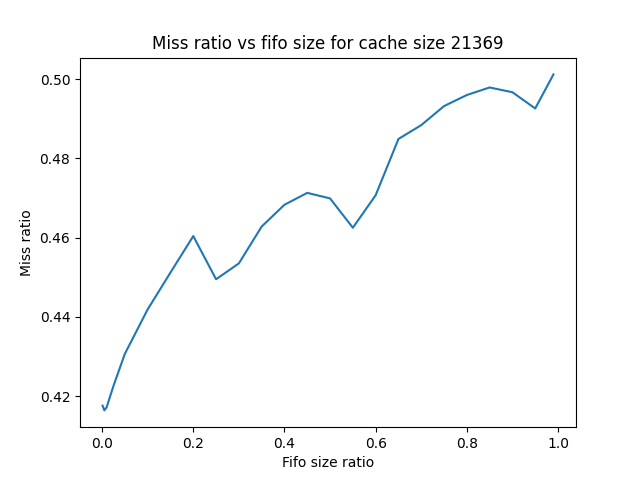 Miss ratio vs fifo size for cache size 21369
0.50
0.48
0.46
0.44
0.42
Miss ratio
0.0 0.2 0.4 0.6 0.8 1.0
Fifo size ratio